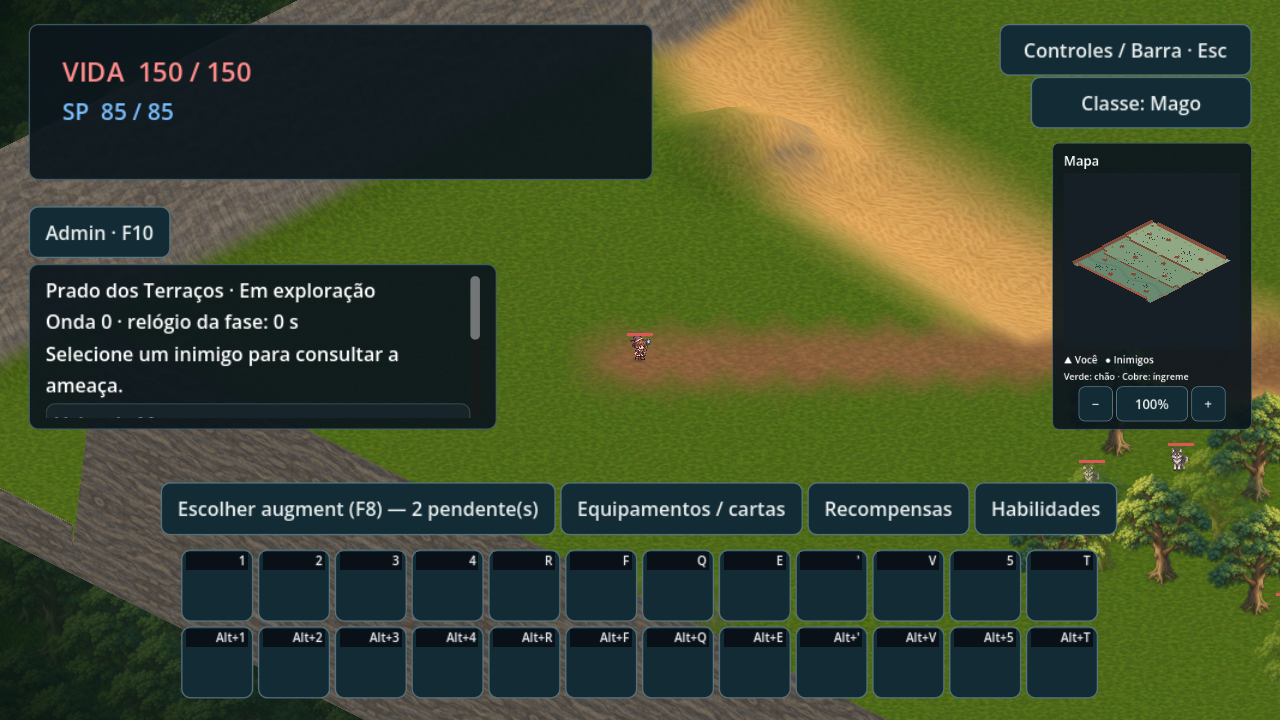 VIDA 150 / 150
SP 85 / 85
Controles / Barra · Esc
Classe: Mago
Mapa
▲ Você ● Inimigos
Verde: chão · Cobre: íngreme
− 100% +
Admin · F10
Prado dos Terraços · Em exploração
Onda 0 · relógio da fase: 0 s
Selecione um inimigo para consultar a
ameaça.
Escolher augment (F8) — 2 pendente(s)
Equipamentos / cartas
Recompensas
Habilidades
1 2 3 4 R F Q E ' V 5 T
Alt+1 Alt+2 Alt+3 Alt+4 Alt+R Alt+F Alt+Q Alt+E Alt+' Alt+V Alt+5 Alt+T